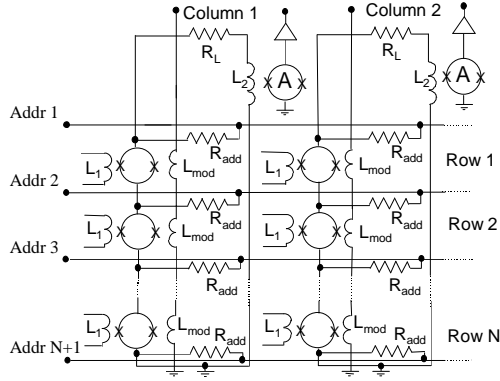 Column 1 Column 2
R_L R_L
L_2 A L_2 A
Addr 1
R_add R_add
L_1 L_mod L_1 L_mod Row 1
Addr 2
R_add R_add
L_1 L_mod L_1 L_mod Row 2
Addr 3
R_add R_add
L_1 L_mod R_add L_1 L_mod R_add Row N
Addr N+1